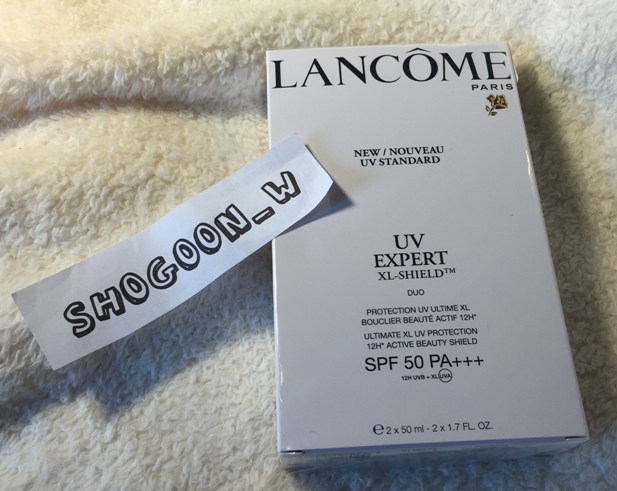 LANCÔME
PARIS
NEW / NOUVEAU
UV STANDARD
SHOGOON_W
UV
EXPERT
XL-SHIELD™
DUO
PROTECTION UV ULTIME XL
BOUCLIER BEAUTÉ ACTIF 12H*
ULTIMATE XL UV PROTECTION
12H* ACTIVE BEAUTY SHIELD
SPF 50 PA+++
12H UVB + XL UVA
℮ 2 x 50 ml - 2 x 1.7 FL. OZ.